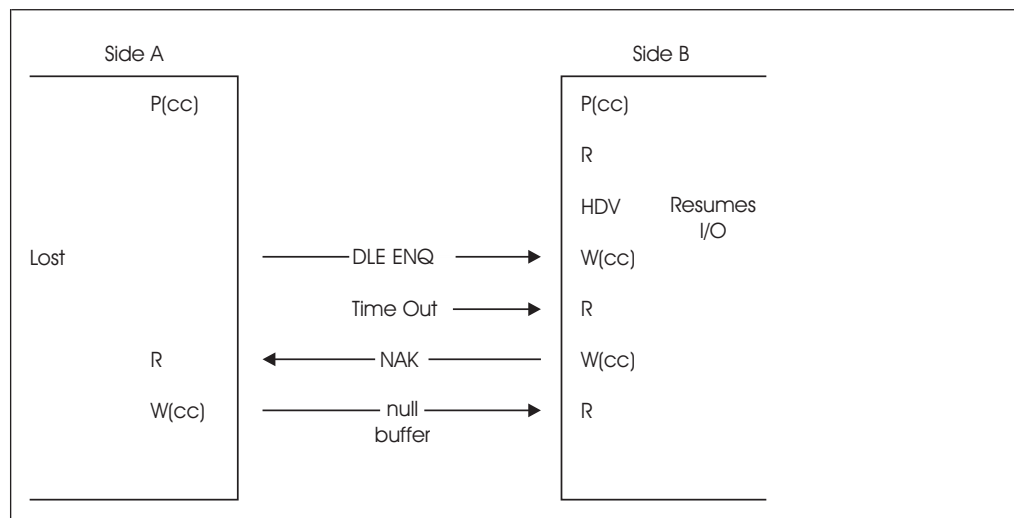 Side A Side B
P(cc) P(cc)
R
HDV Resumes
I/O
Lost DLE ENQ W(cc)
Time Out R
R NAK W(cc)
W(cc) null R
buffer